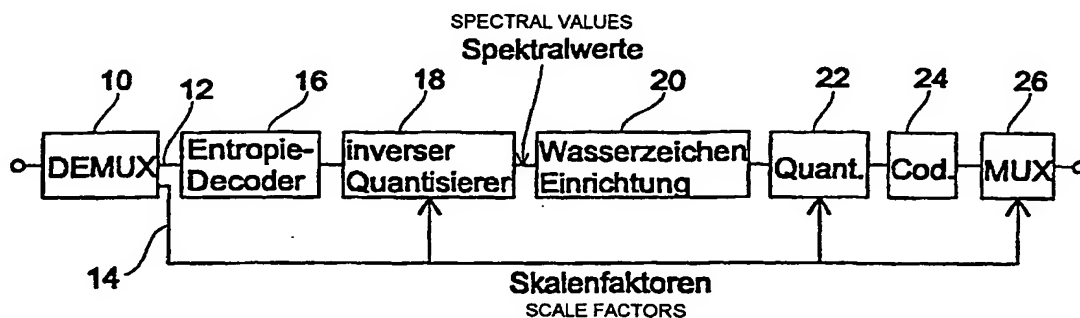 SPECTRAL VALUES
Spektralwerte
10
12
16
18
20
22
24
26
DEMUX
Entropie-
Decoder
inverser
Quantisierer
Wasserzeichen
Einrichtung
Quant.
Cod.
MUX
14
Skalenfaktoren
SCALE FACTORS